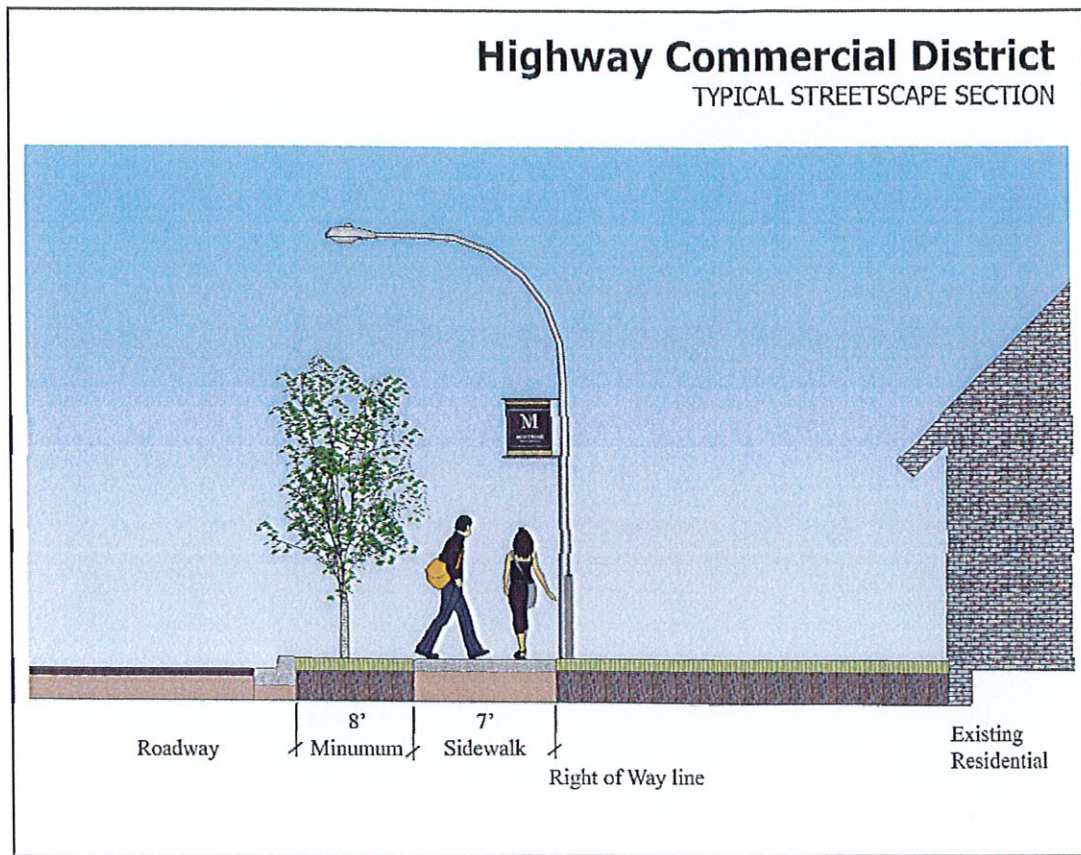 Highway Commercial District
TYPICAL STREETSCAPE SECTION
M
8'
7'
Roadway
Minumum
Sidewalk
Existing
Residential
Right of Way line